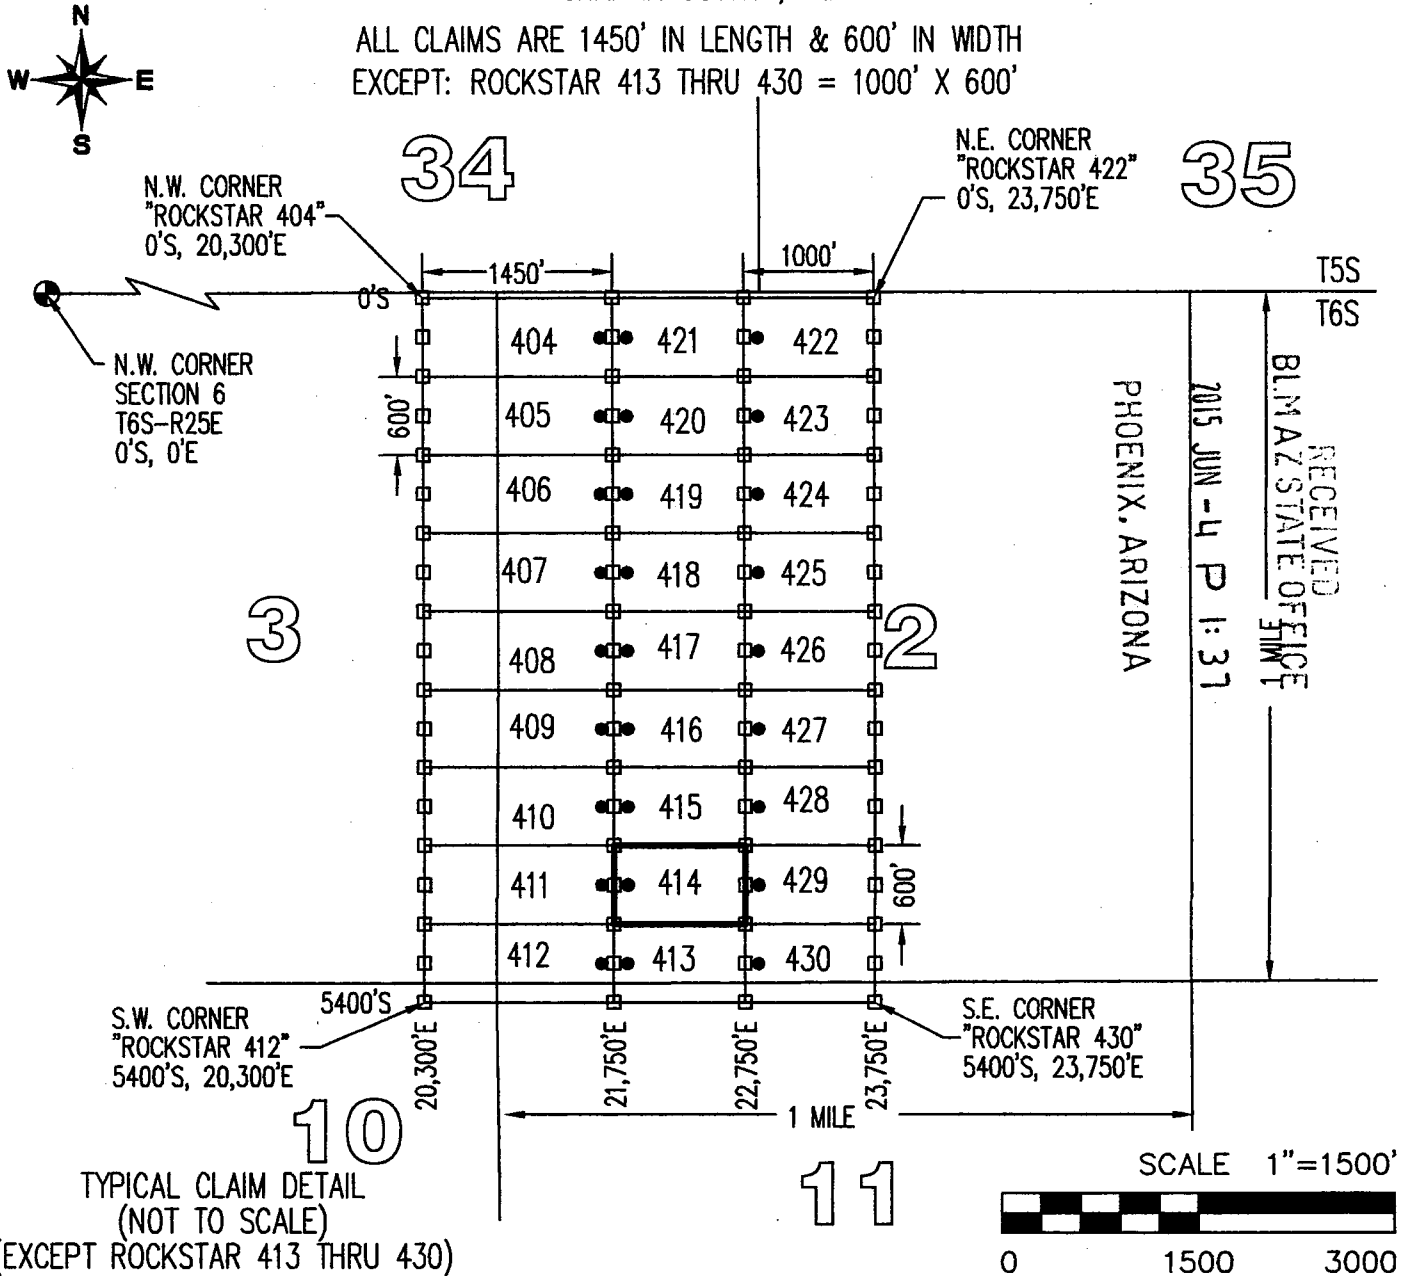 N
W E
S
ALL CLAIMS ARE 1450' IN LENGTH & 600' IN WIDTH
EXCEPT: ROCKSTAR 413 THRU 430 = 1000' X 600'
34
35
N.W. CORNER
"ROCKSTAR 404"
0'S, 20,300'E
N.E. CORNER
"ROCKSTAR 422"
0'S, 23,750'E
1450'
1000'
T5S
T6S
0'S
N.W. CORNER
SECTION 6
T6S-R25E
0'S, 0'E
600'
404 421 422
405 420 423
406 419 424
407 418 425
408 417 426
409 416 427
410 415 428
411 414 429
412 413 430
3
2
600'
RECEIVED
BLM AZ STATE OFFICE
2015 JUN -4 P 1:37
PHOENIX, ARIZONA
1 MILE
5400'S
S.W. CORNER
"ROCKSTAR 412"
5400'S, 20,300'E
20,300'E
21,750'E
22,750'E
23,750'E
S.E. CORNER
"ROCKSTAR 430"
5400'S, 23,750'E
1 MILE
10
11
TYPICAL CLAIM DETAIL
(NOT TO SCALE)
(EXCEPT ROCKSTAR 413 THRU 430)
SCALE 1"=1500'
0 1500 3000